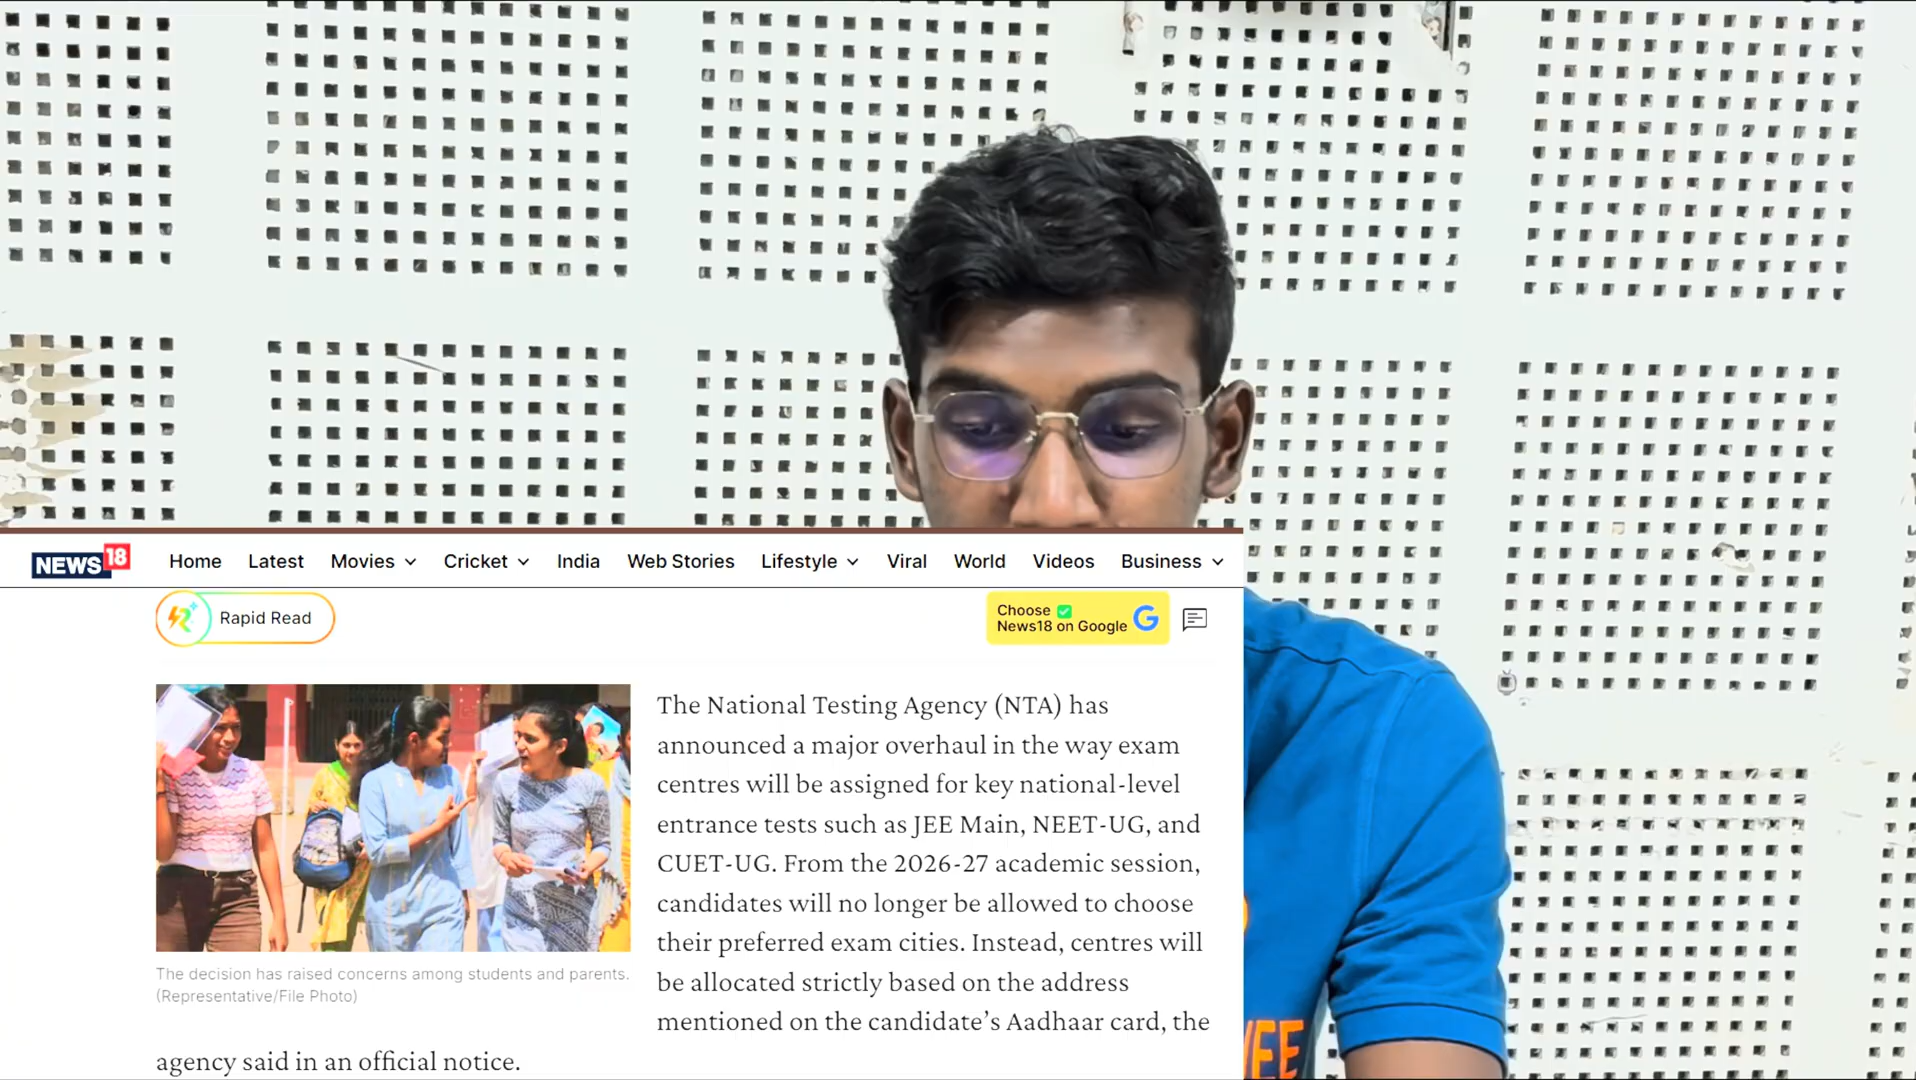 NEWS 18
Home Latest Movies Cricket India Web Stories Lifestyle Viral World Videos Business
Rapid Read
Choose ✅
News18 on Google
The National Testing Agency (NTA) has
announced a major overhaul in the way exam
centres will be assigned for key national-level
entrance tests such as JEE Main, NEET-UG, and
CUET-UG. From the 2026-27 academic session,
candidates will no longer be allowed to choose
their preferred exam cities. Instead, centres will
be allocated strictly based on the address
mentioned on the candidate’s Aadhaar card, the
agency said in an official notice.
The decision has raised concerns among students and parents.
(Representative/File Photo)